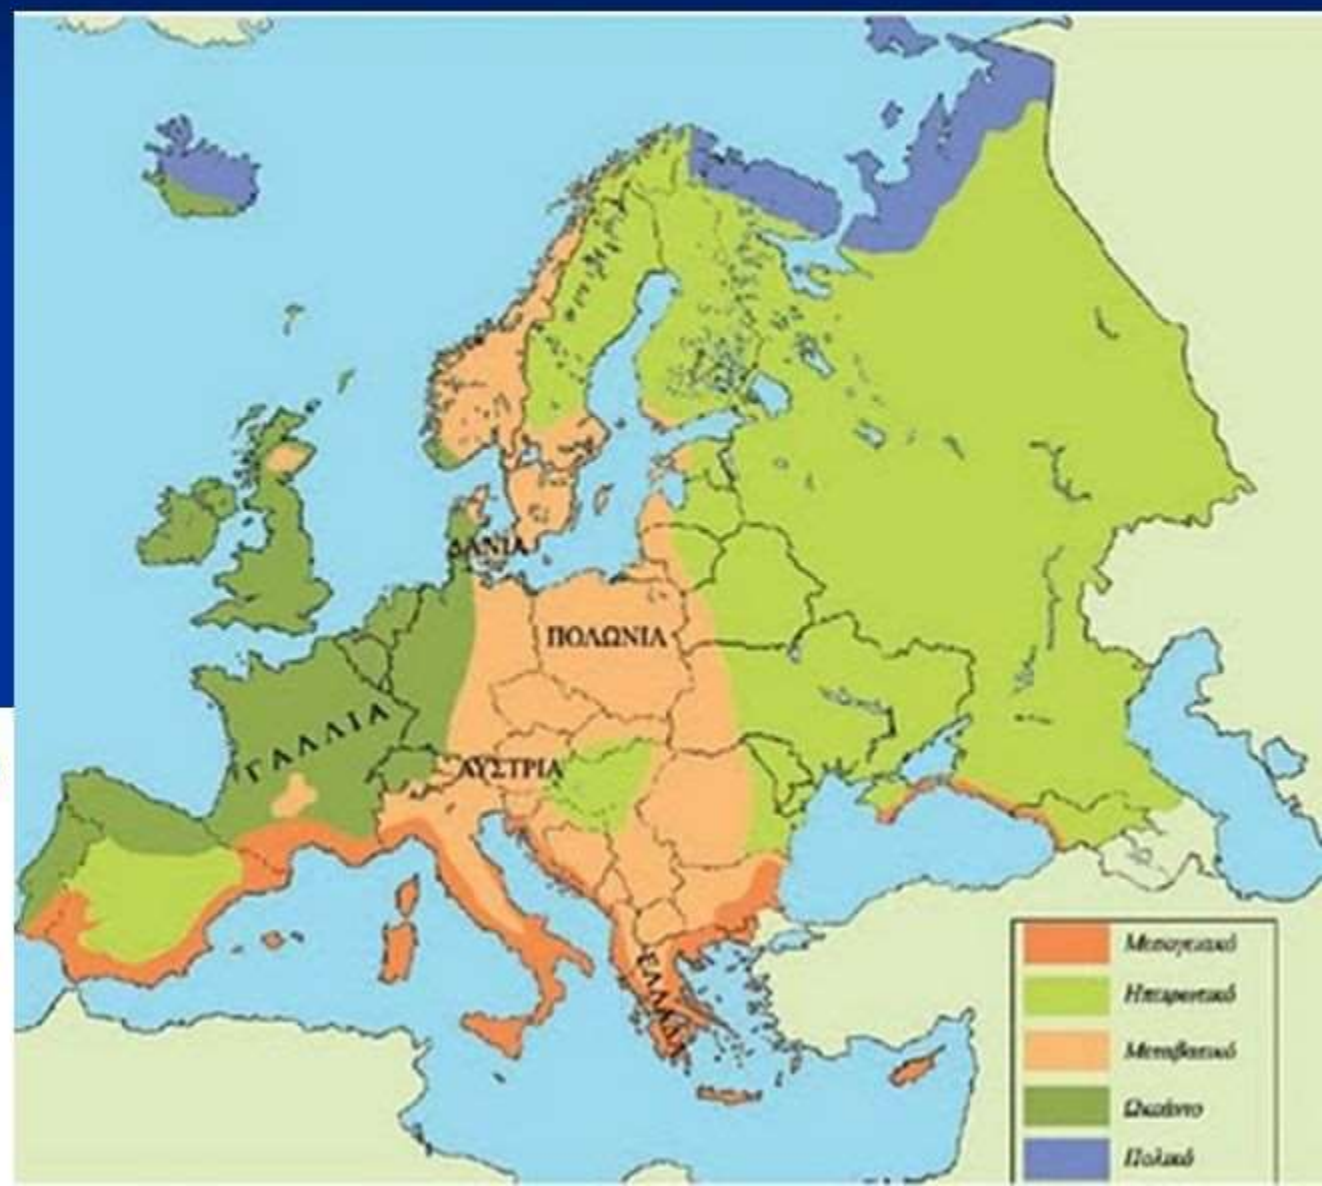 ΔΑΝΙΑ
ΠΟΛΩΝΙΑ
ΓΑΛΛΙΑ
ΑΥΣΤΡΙΑ
ΕΛΛΑΔΑ
Μεσογειακό
Ηπειρωτικό
Μεταβατικό
Ωκεάνιο
Πολικό